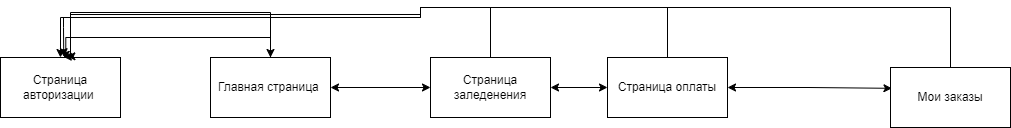 Страница
авторизации
Главная страница
Страница
заледенения
Страница оплаты
Мои заказы